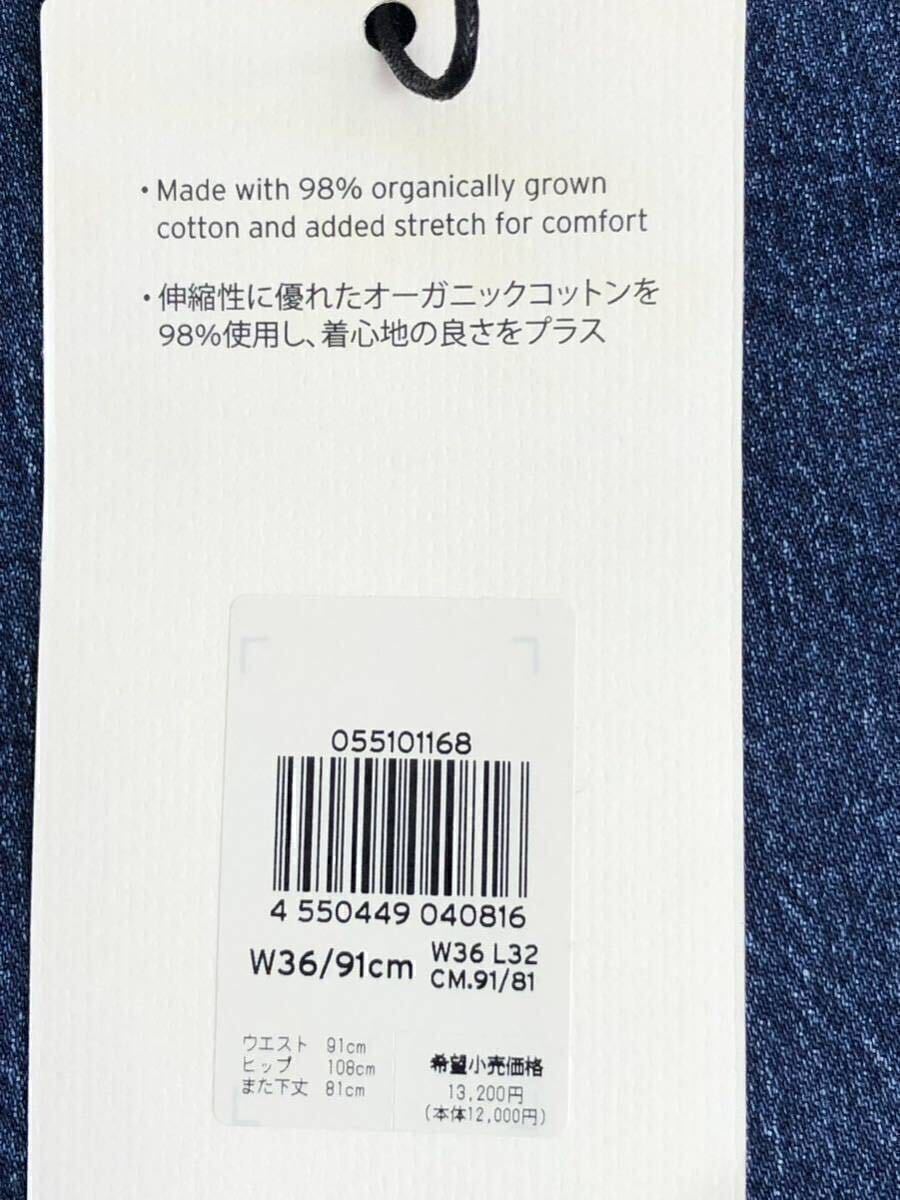 ・Made with 98% organically grown
cotton and added stretch for comfort
・伸縮性に優れたオーガニックコットンを
98%使用し、着心地の良さをプラス
055101168
4 550449 040816
W36/91cm
W36 L32
CM.91/81
ウエスト 91cm
ヒップ 108cm
また下丈 81cm
希望小売価格
13,200円
(本体12,000円)